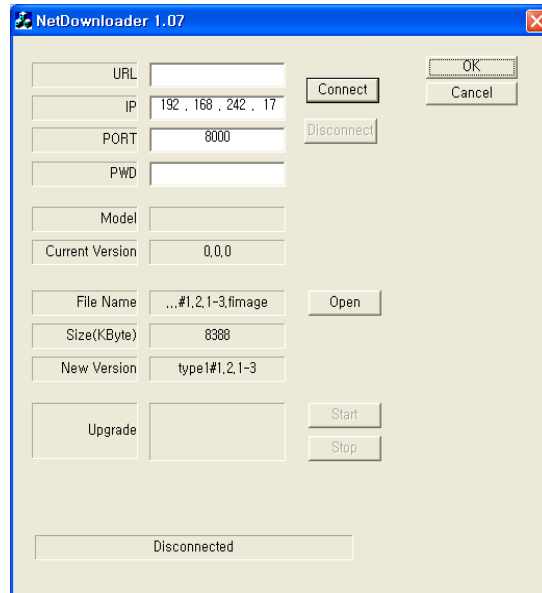 NetDownloader 1.07
URL
IP 192 . 168 . 242 . 17
PORT 8000
PWD
Connect
Disconnect
OK
Cancel
Model
Current Version 0,0,0
File Name ...#1,2,1-3,fimage
Open
Size(KByte) 8388
New Version type1#1,2,1-3
Upgrade
Start
Stop
Disconnected